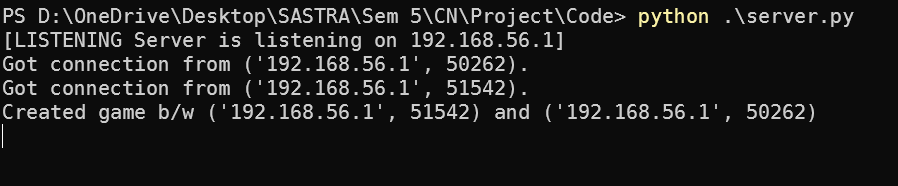 PS D:\OneDrive\Desktop\SASTRA\Sem 5\CN\Project\Code> python .\server.py
[LISTENING Server is listening on 192.168.56.1]
Got connection from ('192.168.56.1', 50262).
Got connection from ('192.168.56.1', 51542).
Created game b/w ('192.168.56.1', 51542) and ('192.168.56.1', 50262)